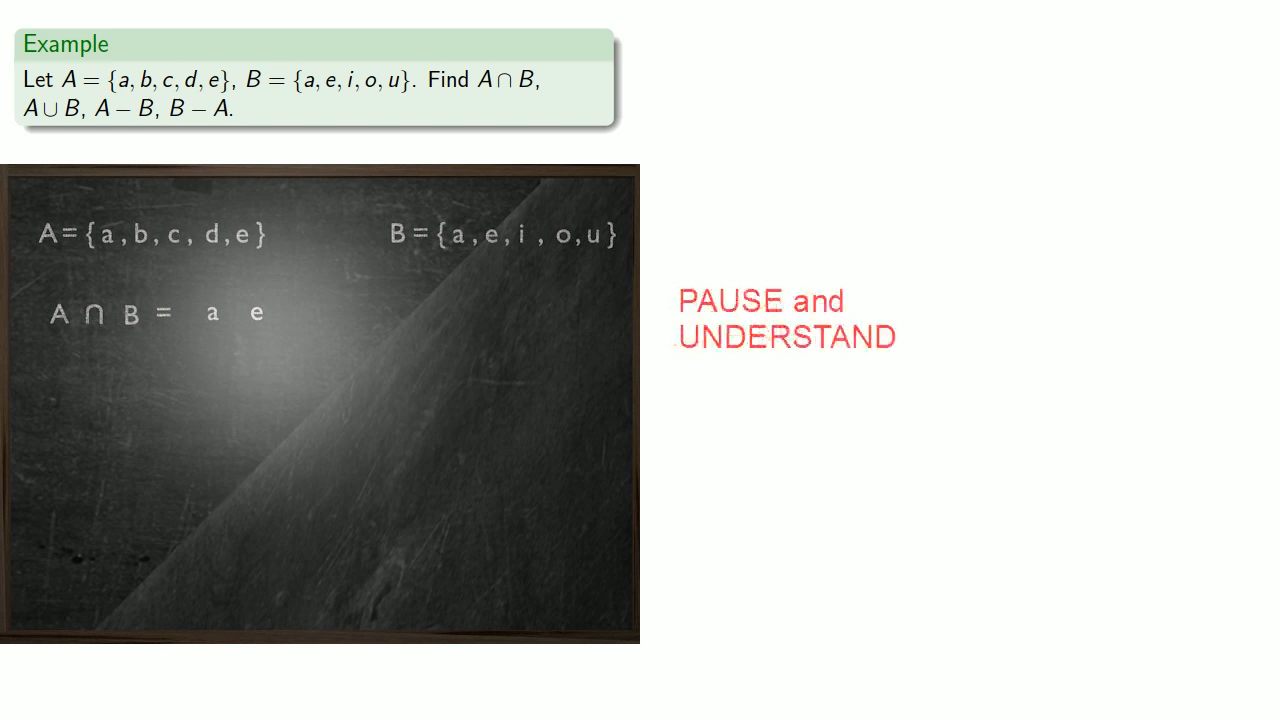 Example
Let A = {a, b, c, d, e}, B = {a, e, i, o, u}. Find A ∩ B,
A ∪ B, A − B, B − A.
A={a,b,c, d,e} B={a,e,i, o,u}
A ∩ B = a e
PAUSE and
UNDERSTAND